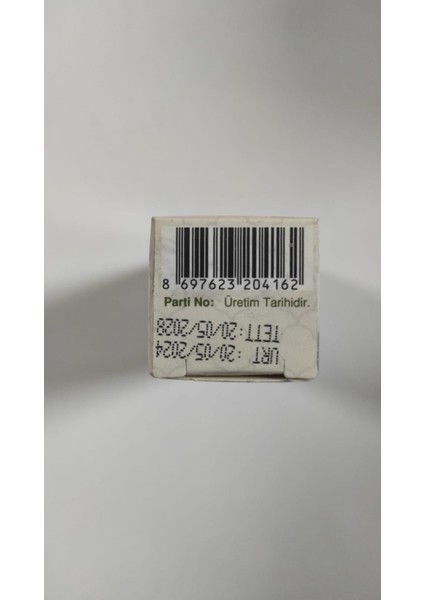 8 697623 204162
Parti No: Üretim Tarihidir.
URT :20/05/2024
TETT :20/05/2028